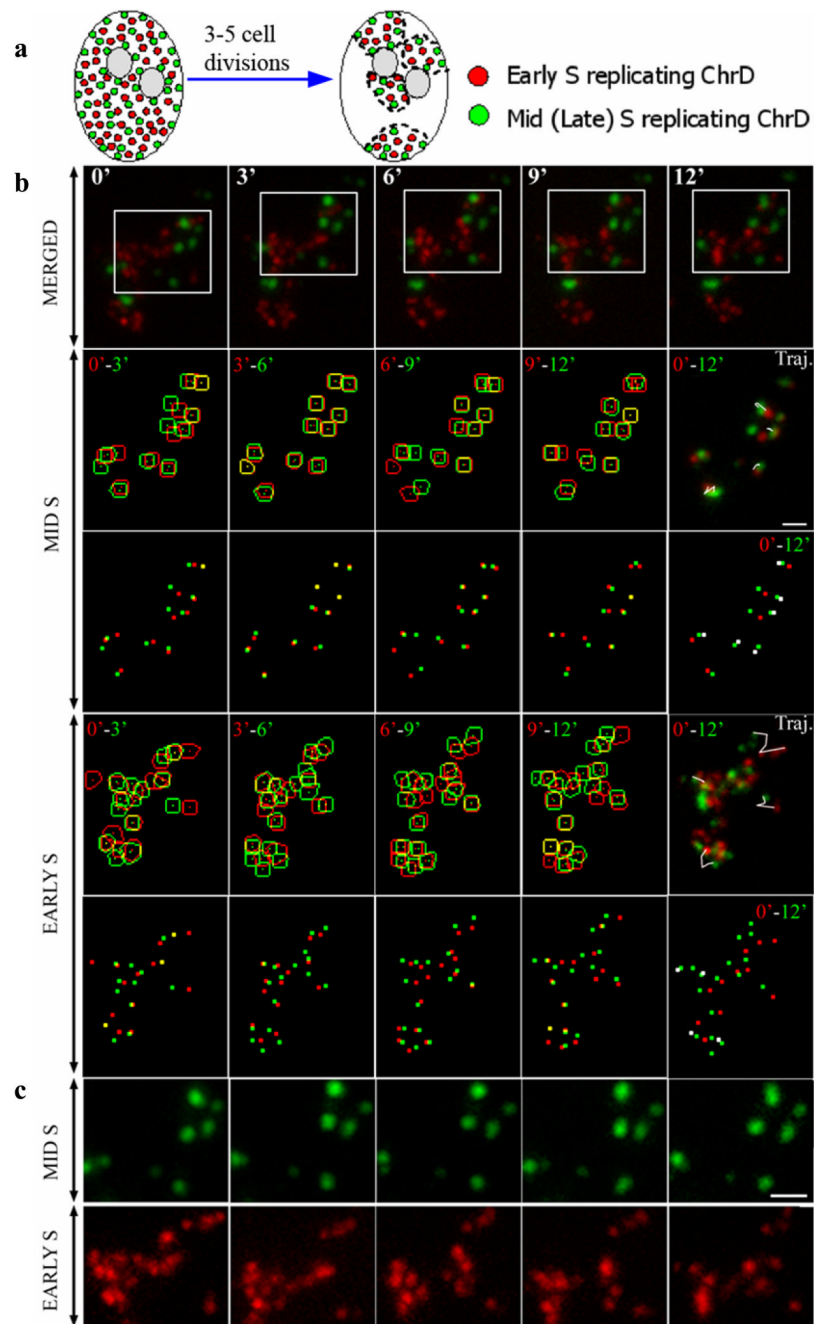 a
3-5 cell
divisions
Early S replicating ChrD
Mid (Late) S replicating ChrD
b
MERGED
0’ 3’ 6’ 9’ 12’
MID S
0’-3’ 3’-6’ 6’-9’ 9’-12’ 0’-12’ Traj.
0’-12’
EARLY S
0’-3’ 3’-6’ 6’-9’ 9’-12’ 0’-12’ Traj.
0’-12’
c
MID S
EARLY S